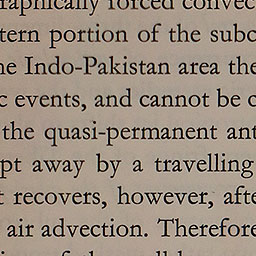 raphically forced convec
tern portion of the subc
he Indo-Pakistan area the
c events, and cannot be c
the quasi-permanent ant
pt away by a travelling
t recovers, however, afte
air advection. Therefore